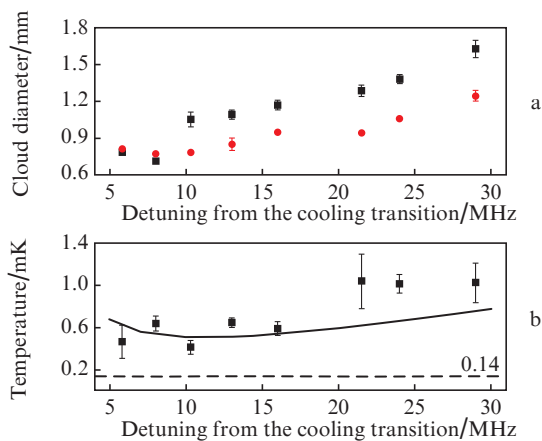 1.8
1.5
1.2
0.9
0.6
Cloud diameter/mm
a
5 10 15 20 25 30
Detuning from the cooling transition/MHz
1.4
1.0
0.6
0.2
Temperature/mK
b
0.14
5 10 15 20 25 30
Detuning from the cooling transition/MHz